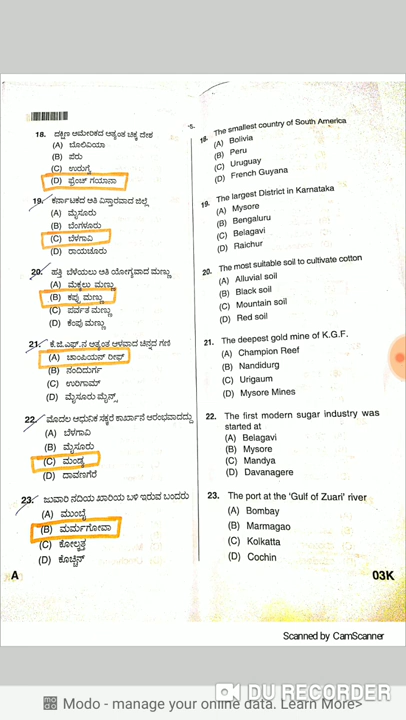 18. ದಕ್ಷಿಣ ಅಮೇರಿಕದ ಅತ್ಯಂತ ಚಿಕ್ಕ ದೇಶ
(A) ಬೊಲಿವಿಯಾ
(B) ಪೆರು
(C) ಉರುಗ್ವೆ
(D) ಫ್ರೆಂಚ್ ಗಯಾನಾ
19. ಕರ್ನಾಟಕದ ಅತಿ ವಿಸ್ತಾರವಾದ ಜಿಲ್ಲೆ
(A) ಮೈಸೂರು
(B) ಬೆಂಗಳೂರು
(C) ಬೆಳಗಾವಿ
(D) ರಾಯಚೂರು
20. ಹತ್ತಿ ಬೆಳೆಯಲು ಅತಿ ಯೋಗ್ಯವಾದ ಮಣ್ಣು
(A) ಮೆಕ್ಕಲು ಮಣ್ಣು
(B) ಕಪ್ಪು ಮಣ್ಣು
(C) ಪರ್ವತ ಮಣ್ಣು
(D) ಕೆಂಪು ಮಣ್ಣು
21. ಕೆ.ಜಿ.ಎಫ್.ನ ಅತ್ಯಂತ ಆಳವಾದ ಚಿನ್ನದ ಗಣಿ
(A) ಚಾಂಪಿಯನ್ ರೀಫ್
(B) ನಂದಿದುರ್ಗ
(C) ಉರಿಗಾಮ್
(D) ಮೈಸೂರು ಮೈನ್ಸ್
22. ಮೊದಲ ಆಧುನಿಕ ಸಕ್ಕರೆ ಕಾರ್ಖಾನೆ ಆರಂಭವಾದದ್ದು
(A) ಬೆಳಗಾವಿ
(B) ಮೈಸೂರು
(C) ಮಂಡ್ಯ
(D) ದಾವಣಗೆರೆ
23. ಜುವಾರಿ ನದಿಯ ಖಾರಿಯ ಬಳಿ ಇರುವ ಬಂದರು
(A) ಮುಂಬೈ
(B) ಮರ್ಮಗೋವಾ
(C) ಕೋಲ್ಕತ್ತ
(D) ಕೊಚ್ಚಿನ್
A
18. The smallest country of South America
(A) Bolivia
(B) Peru
(C) Uruguay
(D) French Guyana
19. The largest District in Karnataka
(A) Mysore
(B) Bengaluru
(C) Belagavi
(D) Raichur
20. The most suitable soil to cultivate cotton
(A) Alluvial soil
(B) Black soil
(C) Mountain soil
(D) Red soil
21. The deepest gold mine of K.G.F.
(A) Champion Reef
(B) Nandidurg
(C) Urigaum
(D) Mysore Mines
22. The first modern sugar industry was
started at
(A) Belagavi
(B) Mysore
(C) Mandya
(D) Davanagere
23. The port at the 'Gulf of Zuari' river
(A) Bombay
(B) Marmagao
(C) Kolkatta
(D) Cochin
03K
Scanned by CamScanner
DU RECORDER
Modo - manage your online data. Learn More>